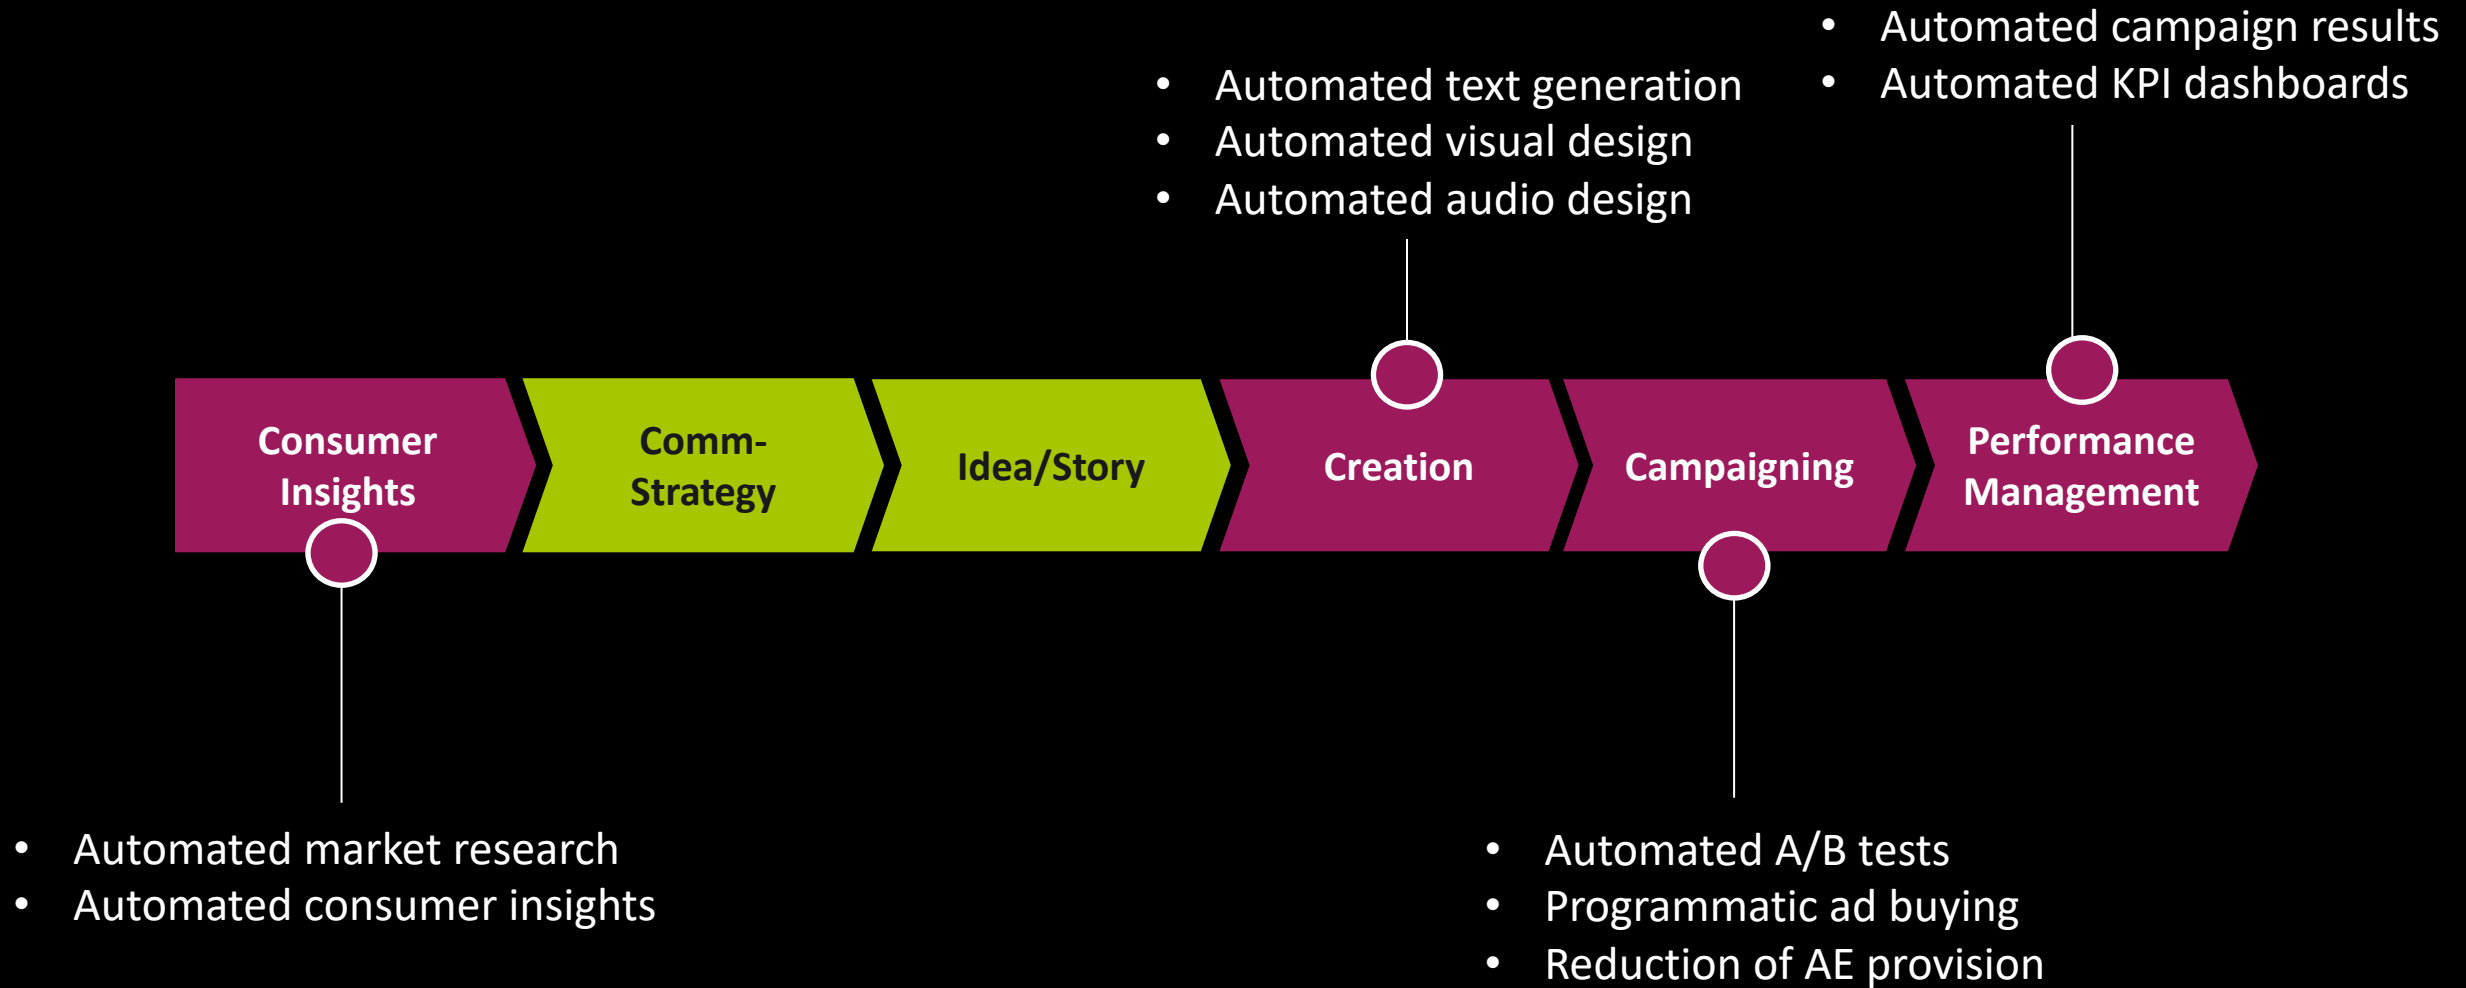 • Automated campaign results
• Automated KPI dashboards
• Automated text generation
• Automated visual design
• Automated audio design
Consumer
Insights
Comm-
Strategy
Idea/Story
Creation
Campaigning
Performance
Management
• Automated market research
• Automated consumer insights
• Automated A/B tests
• Programmatic ad buying
• Reduction of AE provision